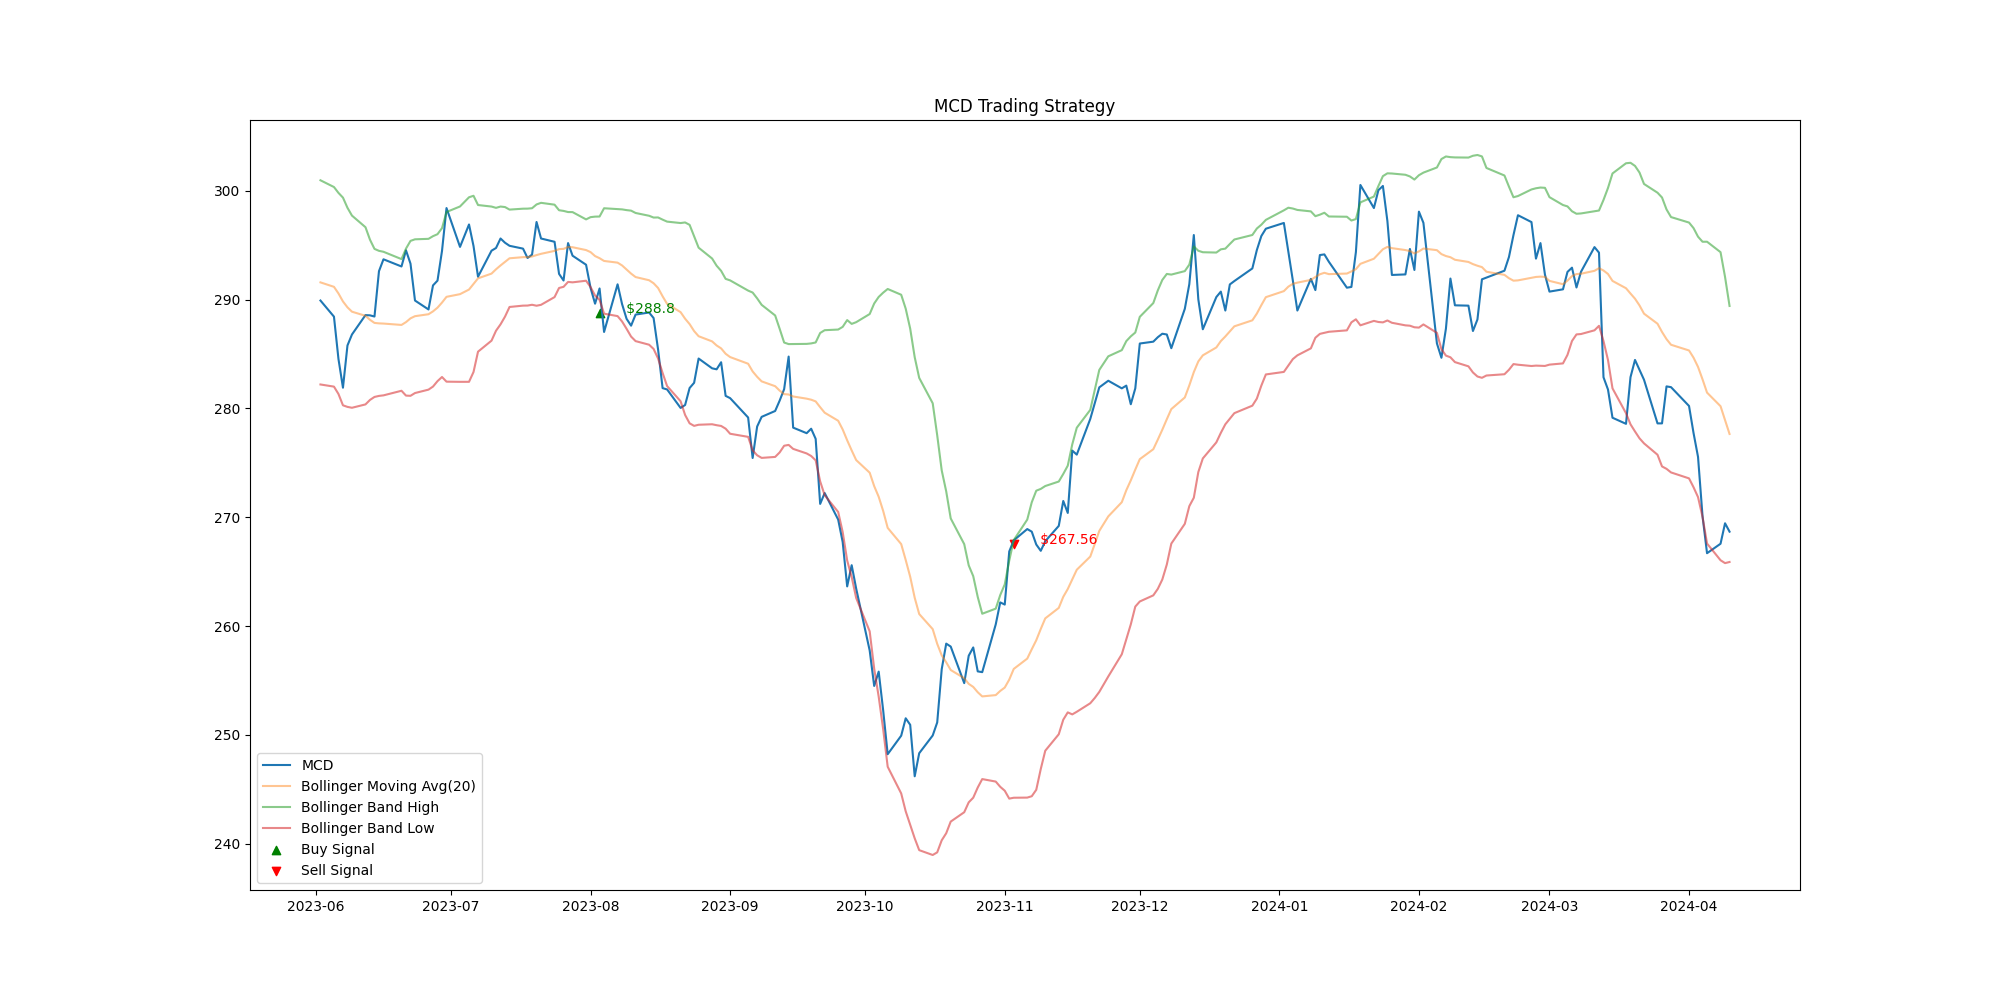 MCD Trading Strategy
300
290
280
270
260
250
240
$288.8
$267.56
MCD
Bollinger Moving Avg(20)
Bollinger Band High
Bollinger Band Low
Buy Signal
Sell Signal
2023-06 2023-07 2023-08 2023-09 2023-10 2023-11 2023-12 2024-01 2024-02 2024-03 2024-04